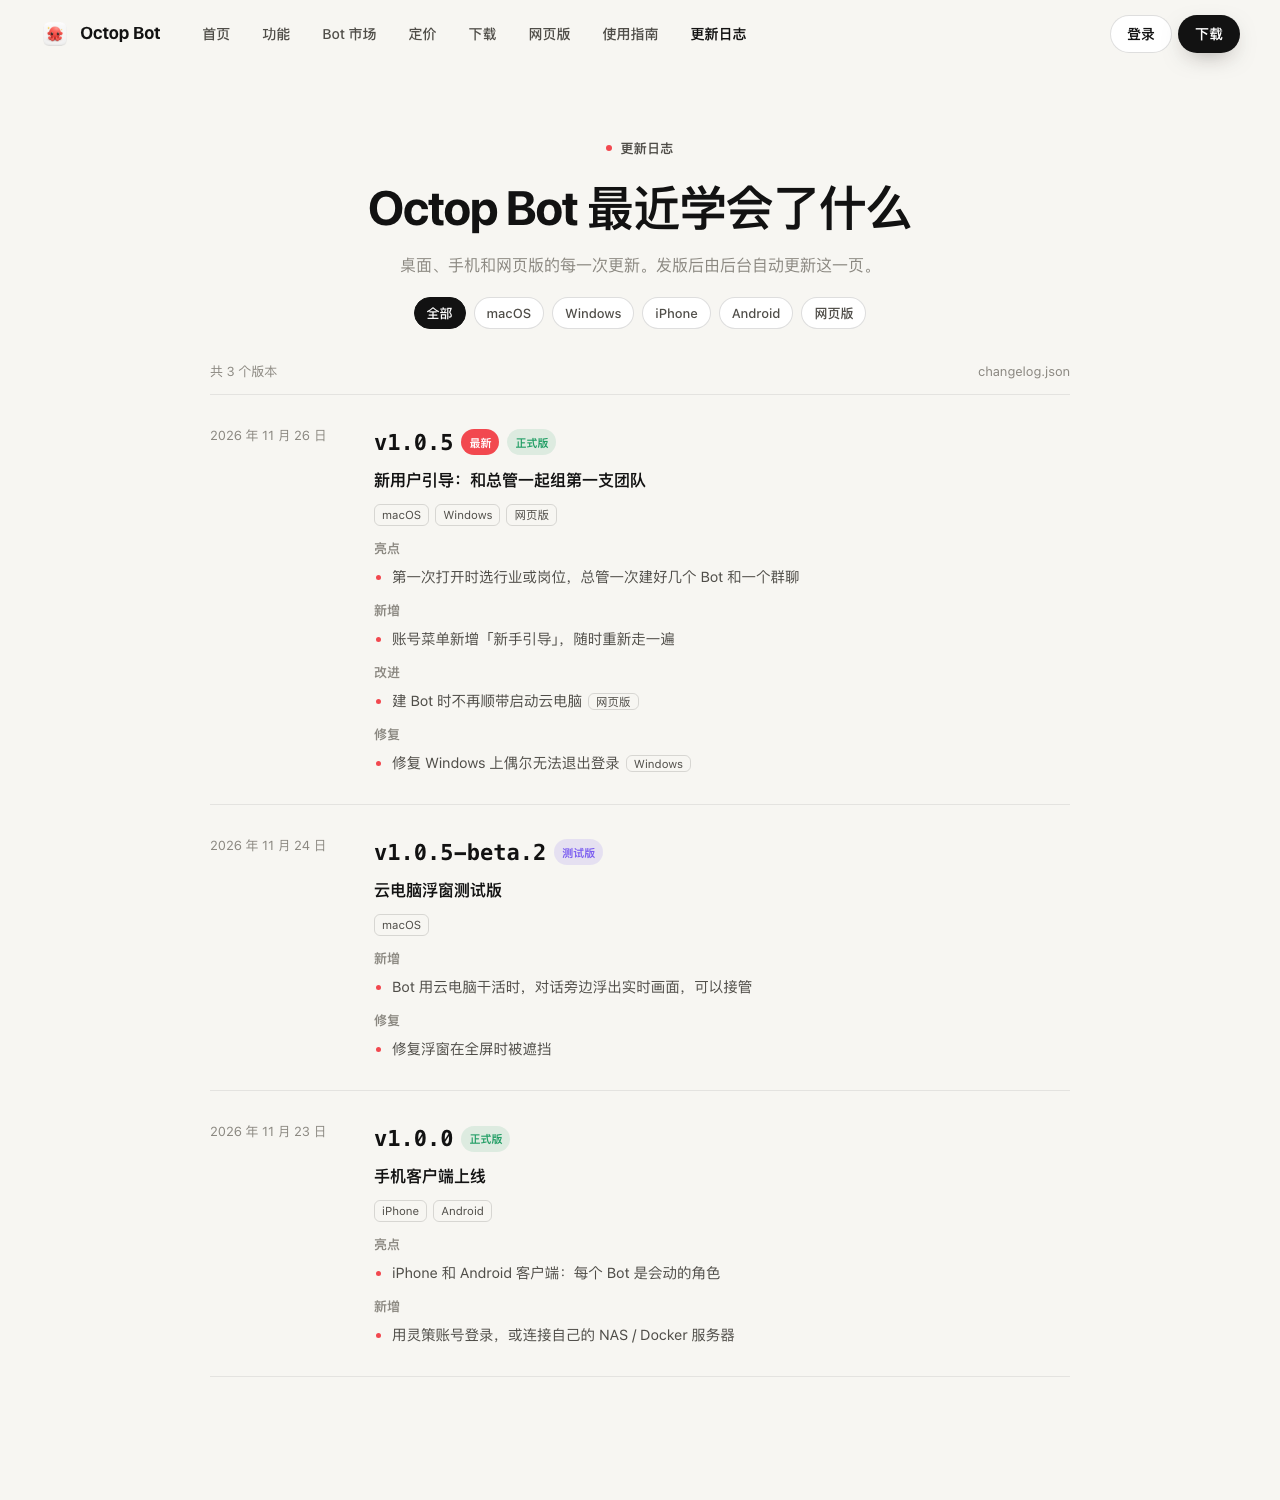 Octop Bot 首页 功能 Bot 市场 定价 下载 网页版 使用指南 更新日志 登录 下载
更新日志
Octop Bot 最近学会了什么
桌面、手机和网页版的每一次更新。发版后由后台自动更新这一页。
全部 macOS Windows iPhone Android 网页版
共 3 个版本 changelog.json
2026 年 11 月 26 日 v1.0.5 最新 正式版
新用户引导：和总管一起组第一支团队
macOS Windows 网页版
亮点
第一次打开时选行业或岗位，总管一次建好几个 Bot 和一个群聊
新增
账号菜单新增「新手引导」，随时重新走一遍
改进
建 Bot 时不再顺带启动云电脑 网页版
修复
修复 Windows 上偶尔无法退出登录 Windows
2026 年 11 月 24 日 v1.0.5-beta.2 测试版
云电脑浮窗测试版
macOS
新增
Bot 用云电脑干活时，对话旁边浮出实时画面，可以接管
修复
修复浮窗在全屏时被遮挡
2026 年 11 月 23 日 v1.0.0 正式版
手机客户端上线
iPhone Android
亮点
iPhone 和 Android 客户端：每个 Bot 是会动的角色
新增
用灵策账号登录，或连接自己的 NAS / Docker 服务器